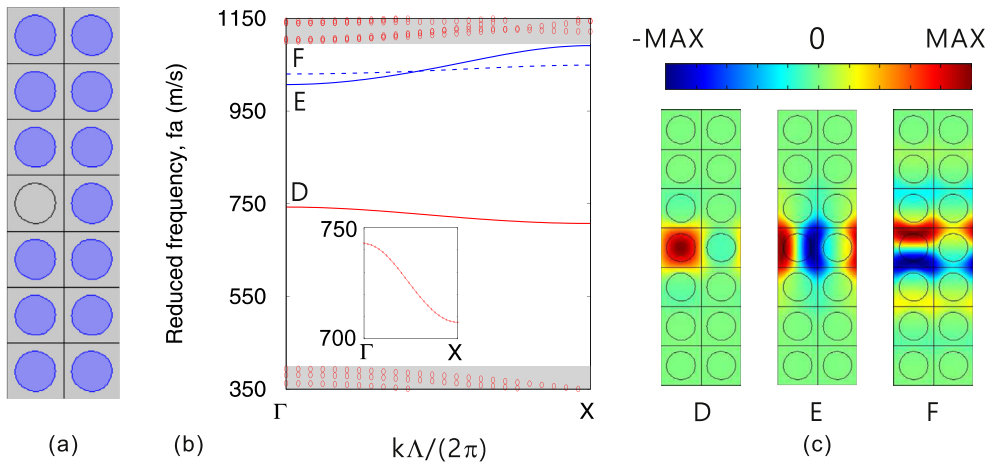 1150
950
750
550
350
Reduced frequency, fa (m/s)
F
E
D
750
700
Γ
X
Γ
X
kΛ/(2π)
-MAX 0 MAX
D E F
(a) (b) (c)